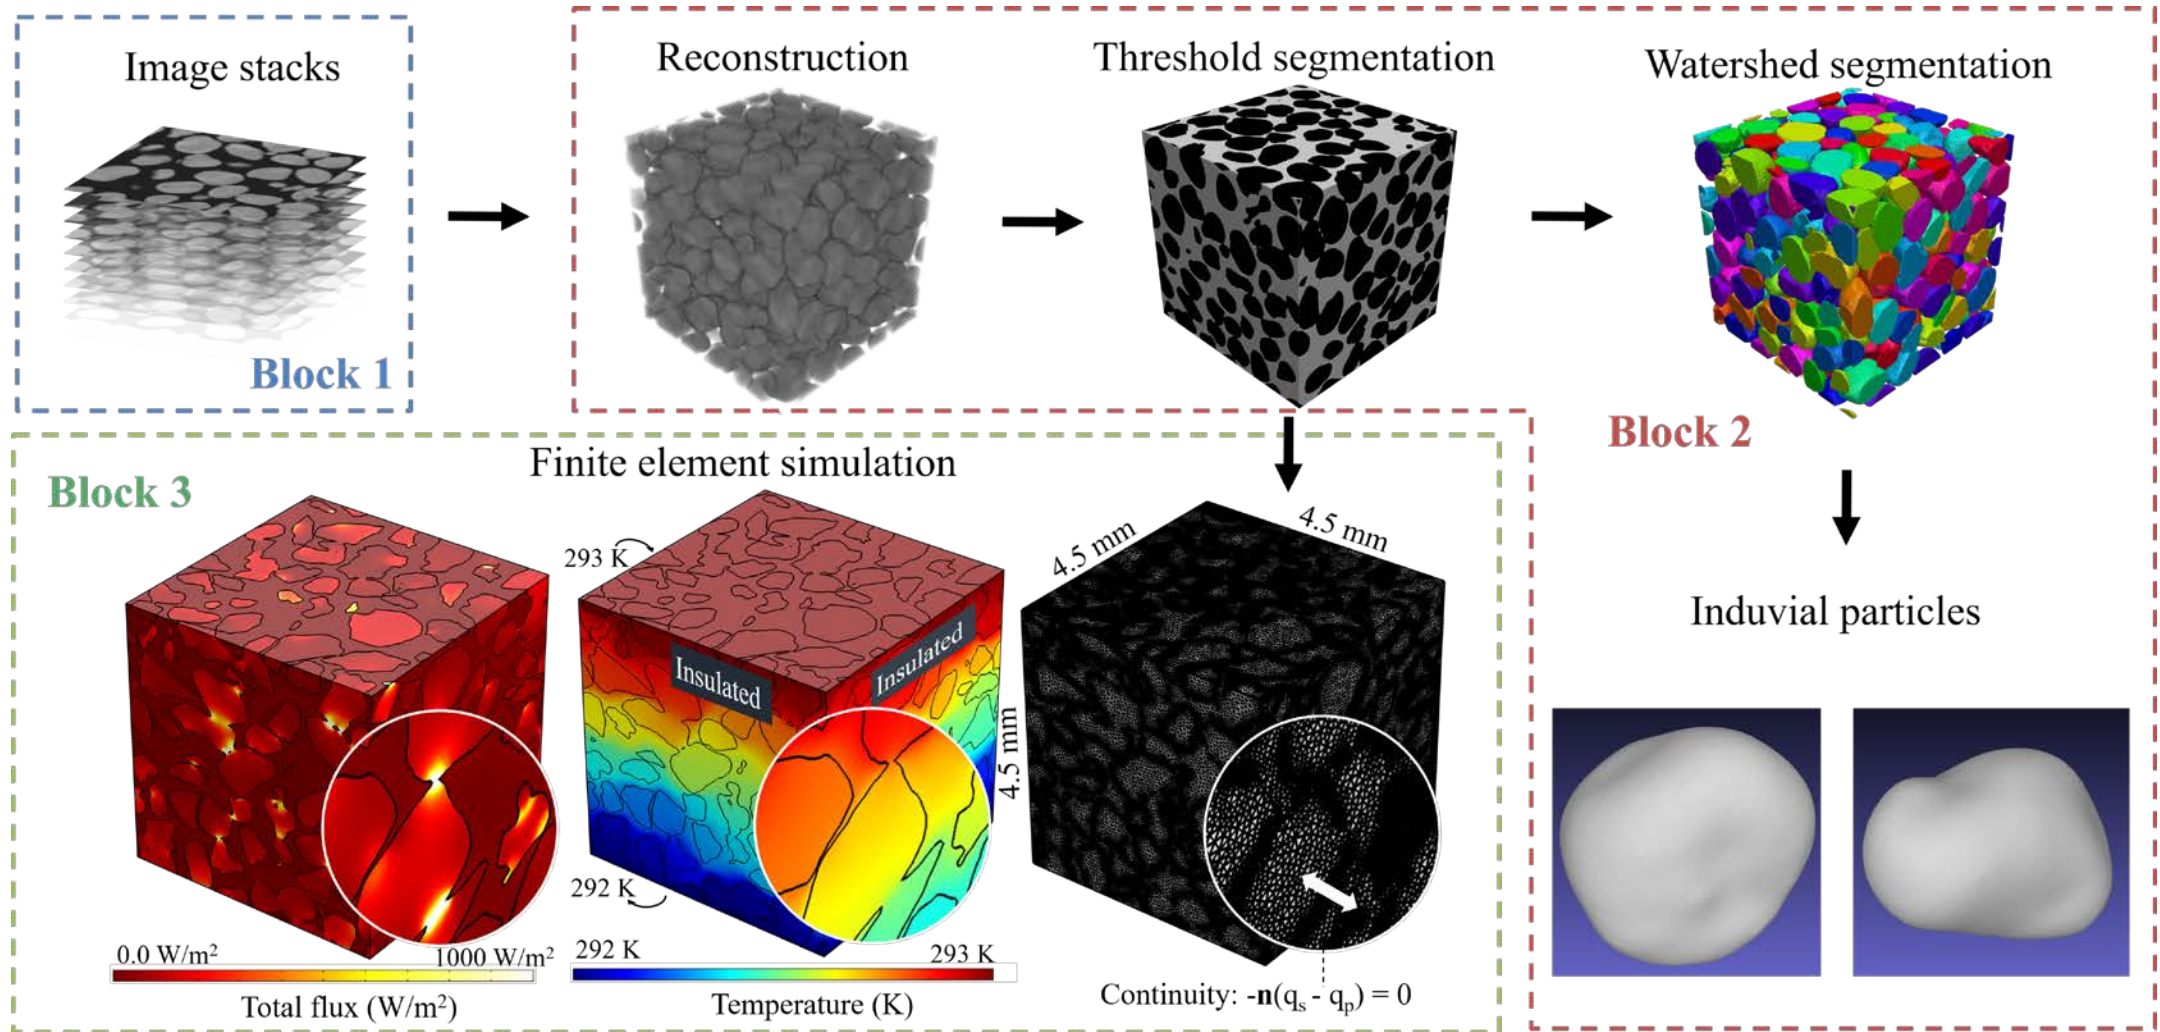 Image stacks
Block 1
Reconstruction
Threshold segmentation
Watershed segmentation
Block 2
Induvial particles
Block 3
Finite element simulation
0.0 W/m²
1000 W/m²
Total flux (W/m²)
293 K
Insulated
Insulated
292 K
292 K
293 K
Temperature (K)
4.5 mm
4.5 mm
4.5 mm
Continuity: -n(qₛ - qₚ) = 0